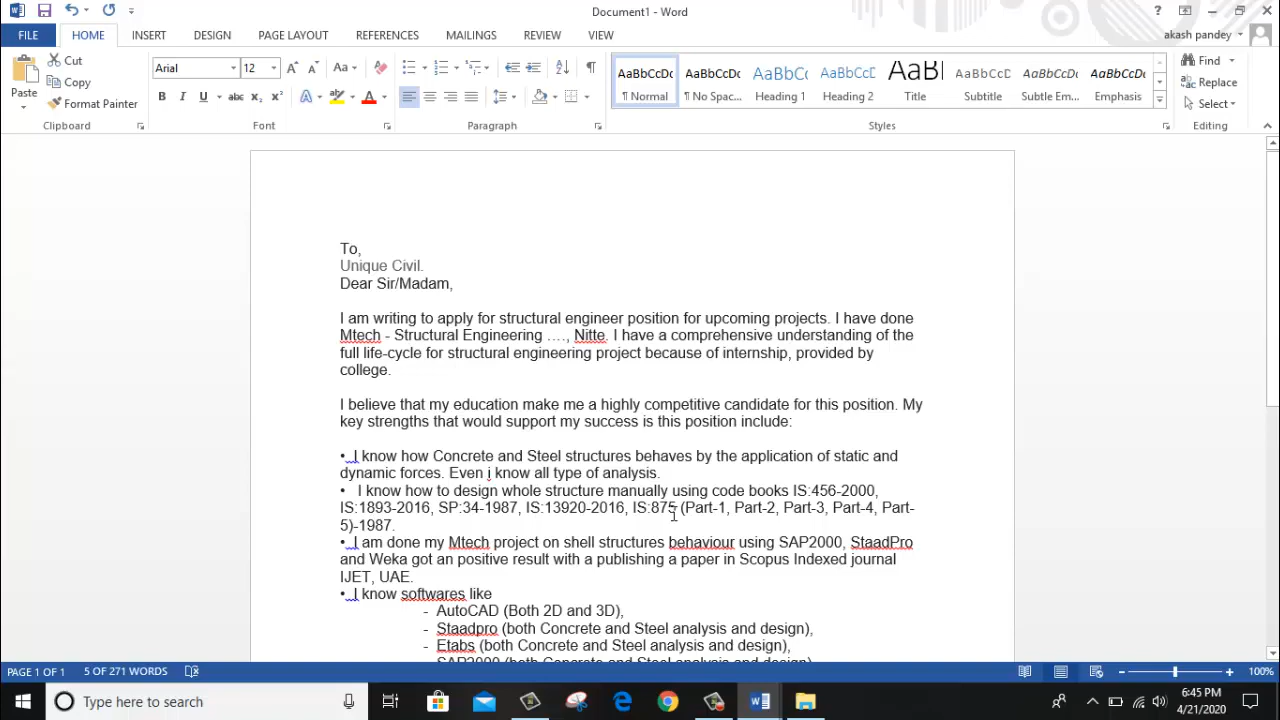 Document1 - Word
FILE HOME INSERT DESIGN PAGE LAYOUT REFERENCES MAILINGS REVIEW VIEW akash pandey
Paste Cut Copy Format Painter
Clipboard
Arial 12
Font
Paragraph
AaBbCcDc AaBbCcDc AaBbCc AaBbCc AaBl AaBbCcD AaBbCcDc AaBbCcDc
¶ Normal ¶ No Spac... Heading 1 Heading 2 Title Subtitle Subtle Em... Emphasis
Styles
Find
Replace
Select
Editing
To,
Unique Civil.
Dear Sir/Madam,
I am writing to apply for structural engineer position for upcoming projects. I have done
Mtech - Structural Engineering …., Nitte. I have a comprehensive understanding of the
full life-cycle for structural engineering project because of internship, provided by
college.
I believe that my education make me a highly competitive candidate for this position. My
key strengths that would support my success is this position include:
• I know how Concrete and Steel structures behaves by the application of static and
dynamic forces. Even i know all type of analysis.
• I know how to design whole structure manually using code books IS:456-2000,
IS:1893-2016, SP:34-1987, IS:13920-2016, IS:875 (Part-1, Part-2, Part-3, Part-4, Part-
5)-1987.
• I am done my Mtech project on shell structures behaviour using SAP2000, StaadPro
and Weka got an positive result with a publishing a paper in Scopus Indexed journal
IJET, UAE.
• I know softwares like
- AutoCAD (Both 2D and 3D),
- Staadpro (both Concrete and Steel analysis and design),
- Etabs (both Concrete and Steel analysis and design),
- SAP2000 (both Concrete and Steel analysis and design)
PAGE 1 OF 1 5 OF 271 WORDS 100%
Type here to search
6:45 PM
4/21/2020